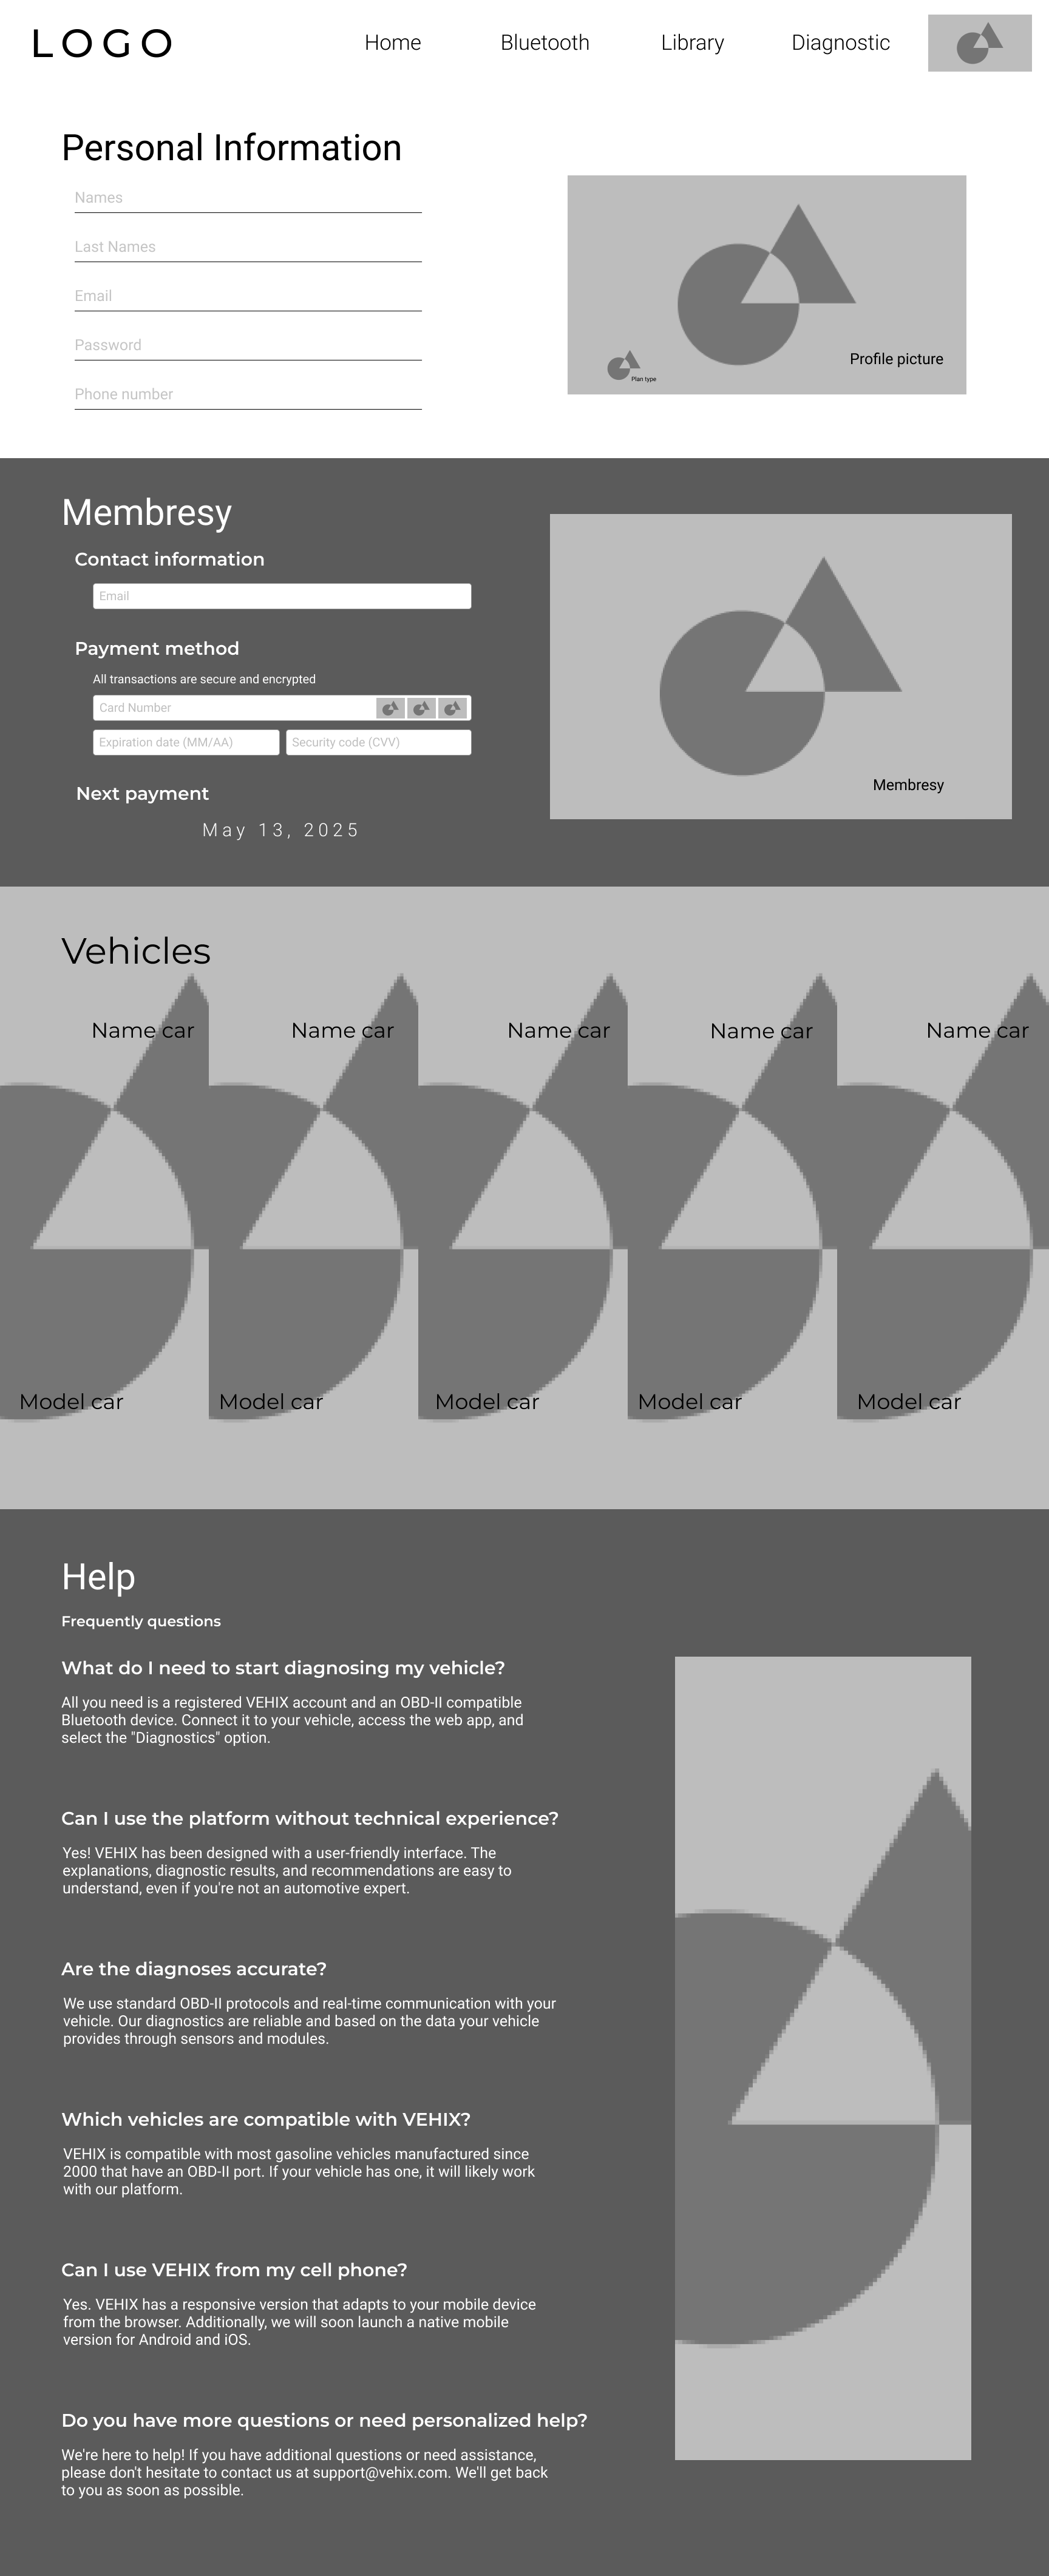 LOGO
Home
Bluetooth
Library
Diagnostic
Personal Information
Names
Last Names
Email
Password
Phone number
Plan type
Profile picture
Membresy
Contact information
Email
Payment method
All transactions are secure and encrypted
Card Number
Expiration date (MM/AA)
Security code (CVV)
Next payment
May 13, 2025
Membresy
Vehicles
Name car
Name car
Name car
Name car
Name car
Model car
Model car
Model car
Model car
Model car
Help
Frequently questions
What do I need to start diagnosing my vehicle?
All you need is a registered VEHIX account and an OBD-II compatible
Bluetooth device. Connect it to your vehicle, access the web app, and
select the "Diagnostics" option.
Can I use the platform without technical experience?
Yes! VEHIX has been designed with a user-friendly interface. The
explanations, diagnostic results, and recommendations are easy to
understand, even if you're not an automotive expert.
Are the diagnoses accurate?
We use standard OBD-II protocols and real-time communication with your
vehicle. Our diagnostics are reliable and based on the data your vehicle
provides through sensors and modules.
Which vehicles are compatible with VEHIX?
VEHIX is compatible with most gasoline vehicles manufactured since
2000 that have an OBD-II port. If your vehicle has one, it will likely work
with our platform.
Can I use VEHIX from my cell phone?
Yes. VEHIX has a responsive version that adapts to your mobile device
from the browser. Additionally, we will soon launch a native mobile
version for Android and iOS.
Do you have more questions or need personalized help?
We're here to help! If you have additional questions or need assistance,
please don't hesitate to contact us at support@vehix.com. We'll get back
to you as soon as possible.